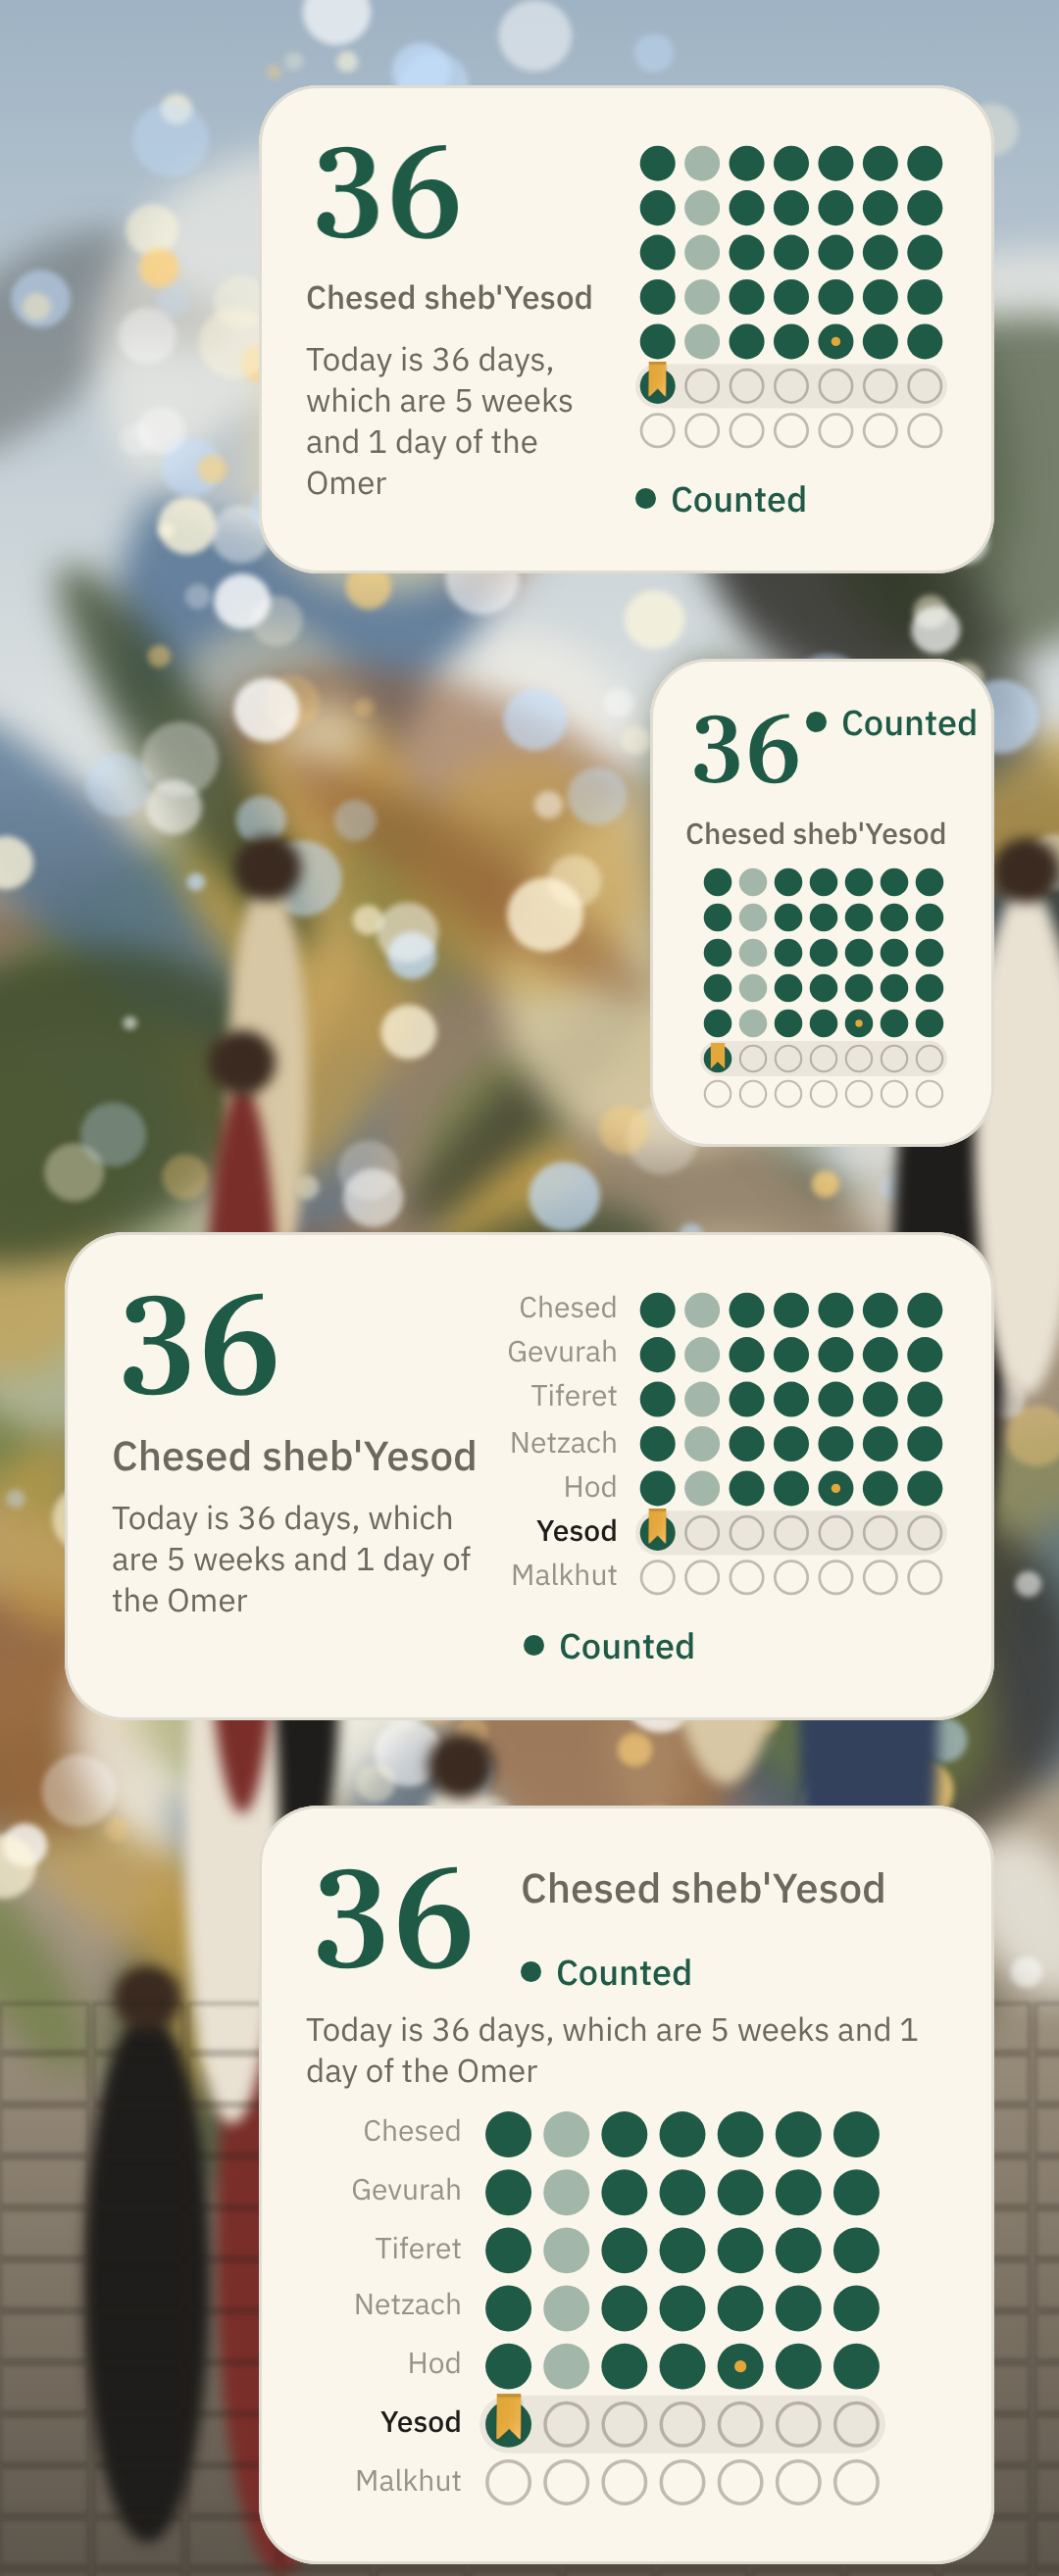 36
Chesed sheb'Yesod
Today is 36 days,
which are 5 weeks
and 1 day of the
Omer
Counted
36
Counted
Chesed sheb'Yesod
36
Chesed sheb'Yesod
Today is 36 days, which
are 5 weeks and 1 day of
the Omer
Chesed
Gevurah
Tiferet
Netzach
Hod
Yesod
Malkhut
Counted
36
Chesed sheb'Yesod
Counted
Today is 36 days, which are 5 weeks and 1
day of the Omer
Chesed
Gevurah
Tiferet
Netzach
Hod
Yesod
Malkhut